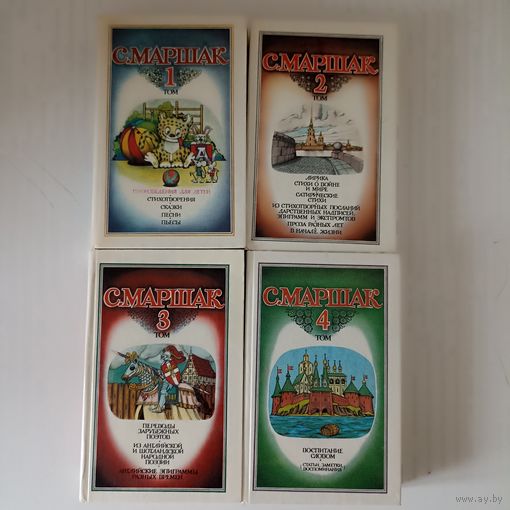 С.МАРШАК
1
ТОМ
ПРОИЗВЕДЕНИЯ ДЛЯ ДЕТЕЙ
СТИХОТВОРЕНИЯ
СКАЗКИ
ПЕСНИ
ПЬЕСЫ
С.МАРШАК
2
ТОМ
ЛИРИКА
СТИХИ О ВОЙНЕ
И МИРЕ
САТИРИЧЕСКИЕ
СТИХИ
ИЗ СТИХОТВОРНЫХ ПОСЛАНИЙ
ДАРСТВЕННЫХ НАДПИСЕЙ,
ЭПИГРАММ И ЭКСПРОМТОВ
ПРОЗА РАЗНЫХ ЛЕТ
В НАЧАЛЕ ЖИЗНИ
С.МАРШАК
3
ТОМ
ПЕРЕВОДЫ
ЗАРУБЕЖНЫХ
ПОЭТОВ
ИЗ АНГЛИЙСКОЙ
И ШОТЛАНДСКОЙ
НАРОДНОЙ
ПОЭЗИИ
АНГЛИЙСКИЕ ЭПИГРАММЫ
РАЗНЫХ ВРЕМЕН
С.МАРШАК
4
ТОМ
ВОСПИТАНИЕ
СЛОВОМ
СТАТЬИ, ЗАМЕТКИ,
ВОСПОМИНАНИЯ
© www.ay.by